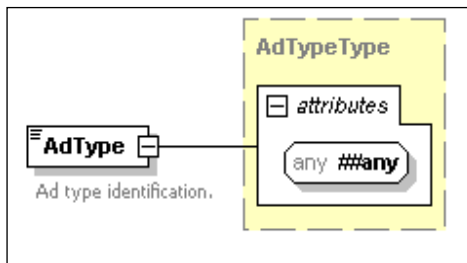 AdTypeType
attributes
AdType
any ##any
Ad type identification.